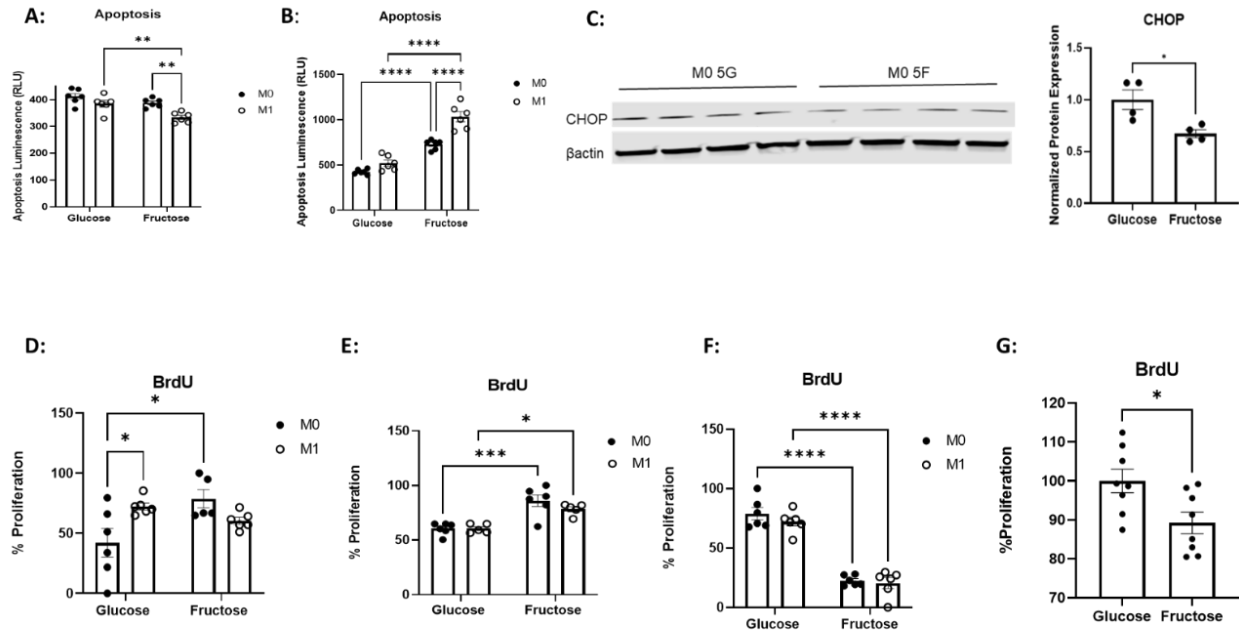 A:
Apoptosis
**
**
M0
M1
Apoptosis Luminescence (RLU)
400
300
200
100
0
Glucose
Fructose
B:
Apoptosis
****
****
****
M0
M1
Apoptosis Luminescence (RLU)
1500
1000
500
0
Glucose
Fructose
C:
M0 5G
M0 5F
CHOP
βactin
CHOP
*
Normalized Protein Expression
1.5
1.0
0.5
0.0
Glucose
Fructose
D:
BrdU
*
*
M0
M1
% Proliferation
150
100
50
0
Glucose
Fructose
E:
BrdU
*
***
M0
M1
% Proliferation
150
100
50
0
Glucose
Fructose
F:
BrdU
****
****
M0
M1
% Proliferation
150
100
50
0
Glucose
Fructose
G:
BrdU
*
%Proliferation
120
110
100
90
80
70
Glucose
Fructose